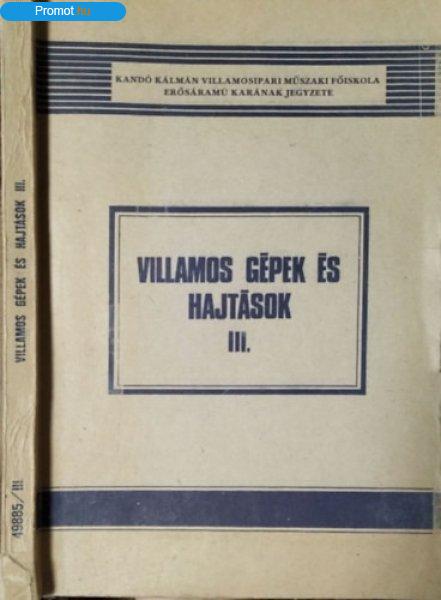 Promot.hu
KANDÓ KÁLMÁN VILLAMOSIPARI MŰSZAKI FŐISKOLA
ERŐSÁRAMÚ KARÁNAK JEGYZETE
VILLAMOS GÉPEK ÉS
HAJTÁSOK
III.
VILLAMOS GÉPEK ÉS HAJTÁSOK III.
49885/III